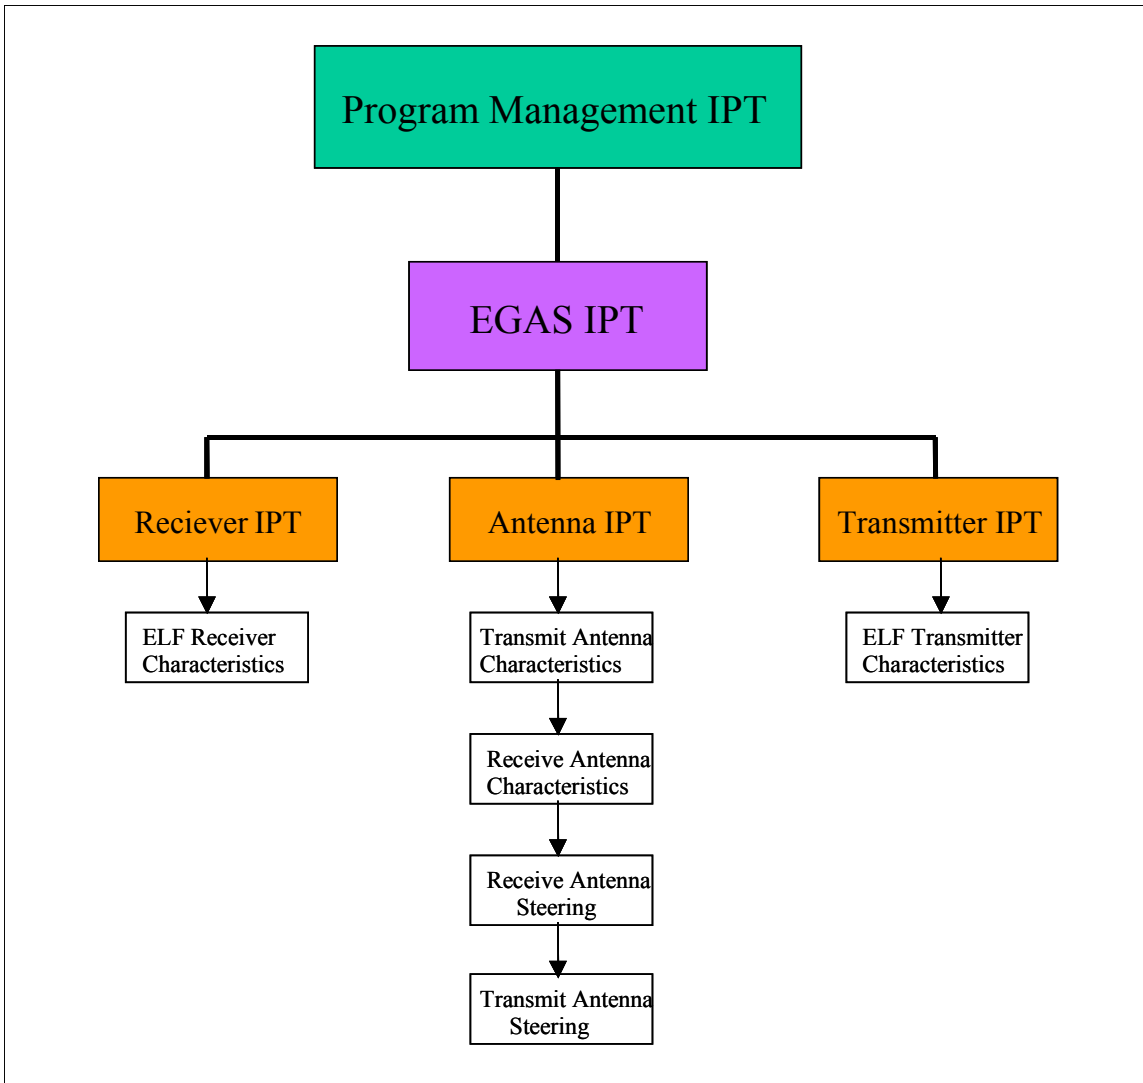 Program Management IPT
EGAS IPT
Reciever IPT
Antenna IPT
Transmitter IPT
ELF Receiver
Characteristics
Transmit Antenna
Characteristics
ELF Transmitter
Characteristics
Receive Antenna
Characteristics
Receive Antenna
Steering
Transmit Antenna
Steering